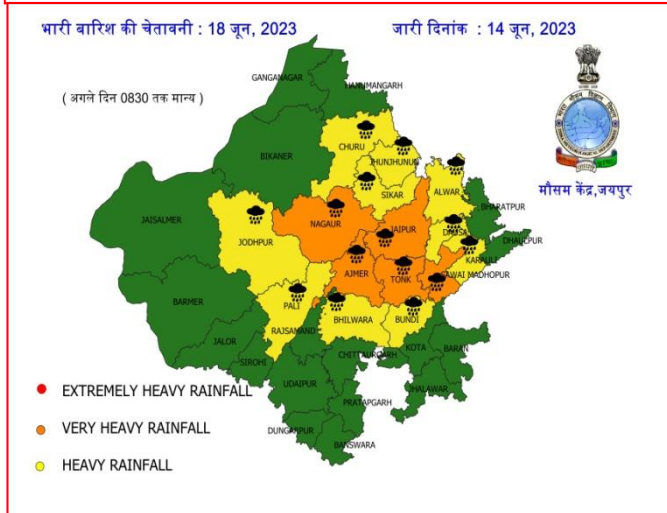 भारी बारिश की चेतावनी : 18 जून, 2023
जारी दिनांक : 14 जून, 2023
GANGANAGAR
HANUMANGARH
( अगले दिन 0830 तक मान्य )
CHURU
JHUNJHUNU
BIKANER
SIKAR
ALWAR
मौसम केंद्र,जयपुर
BHARATPUR
JAISALMER
NAGAUR
JAIPUR
DAUSA
DHAULPUR
JODHPUR
KARAULI
AJMER
TONK
SAWAI MADHOPUR
BARMER
PALI
BHILWARA
BUNDI
RAJSAMAND
JALOR
KOTA
BARAN
CHITTAURGARH
SIROHI
UDAIPUR
JHALAWAR
PRATAPGARH
DUNGARPUR
BANSWARA
EXTREMELY HEAVY RAINFALL
VERY HEAVY RAINFALL
HEAVY RAINFALL